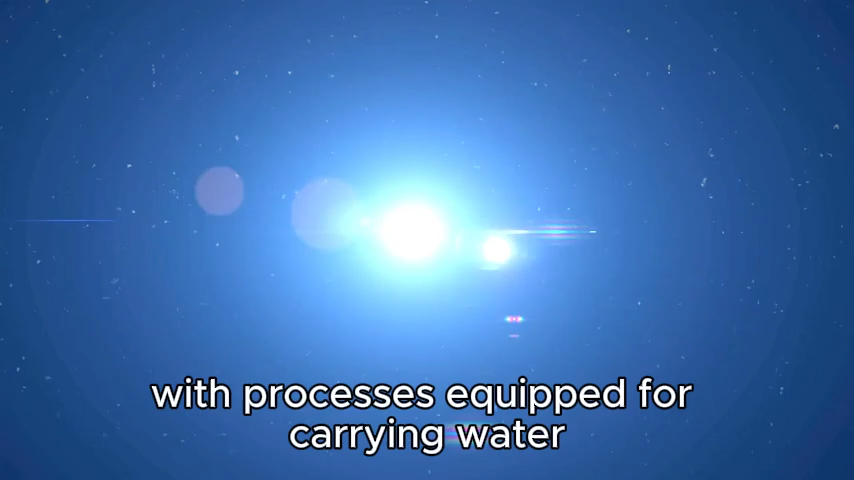 with processes equipped for
carrying water